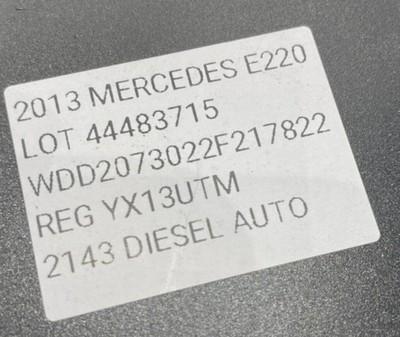 2013 MERCEDES E220
LOT 44483715
WDD2073022F217822
REG YX13UTM
2143 DIESEL AUTO